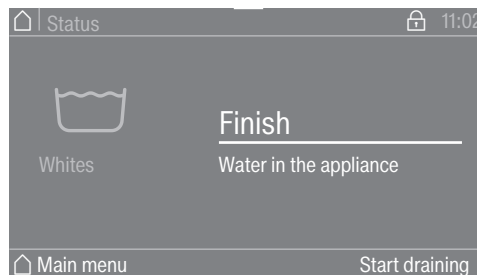 Status 11:02
Finish
Whites Water in the appliance
Main menu Start draining